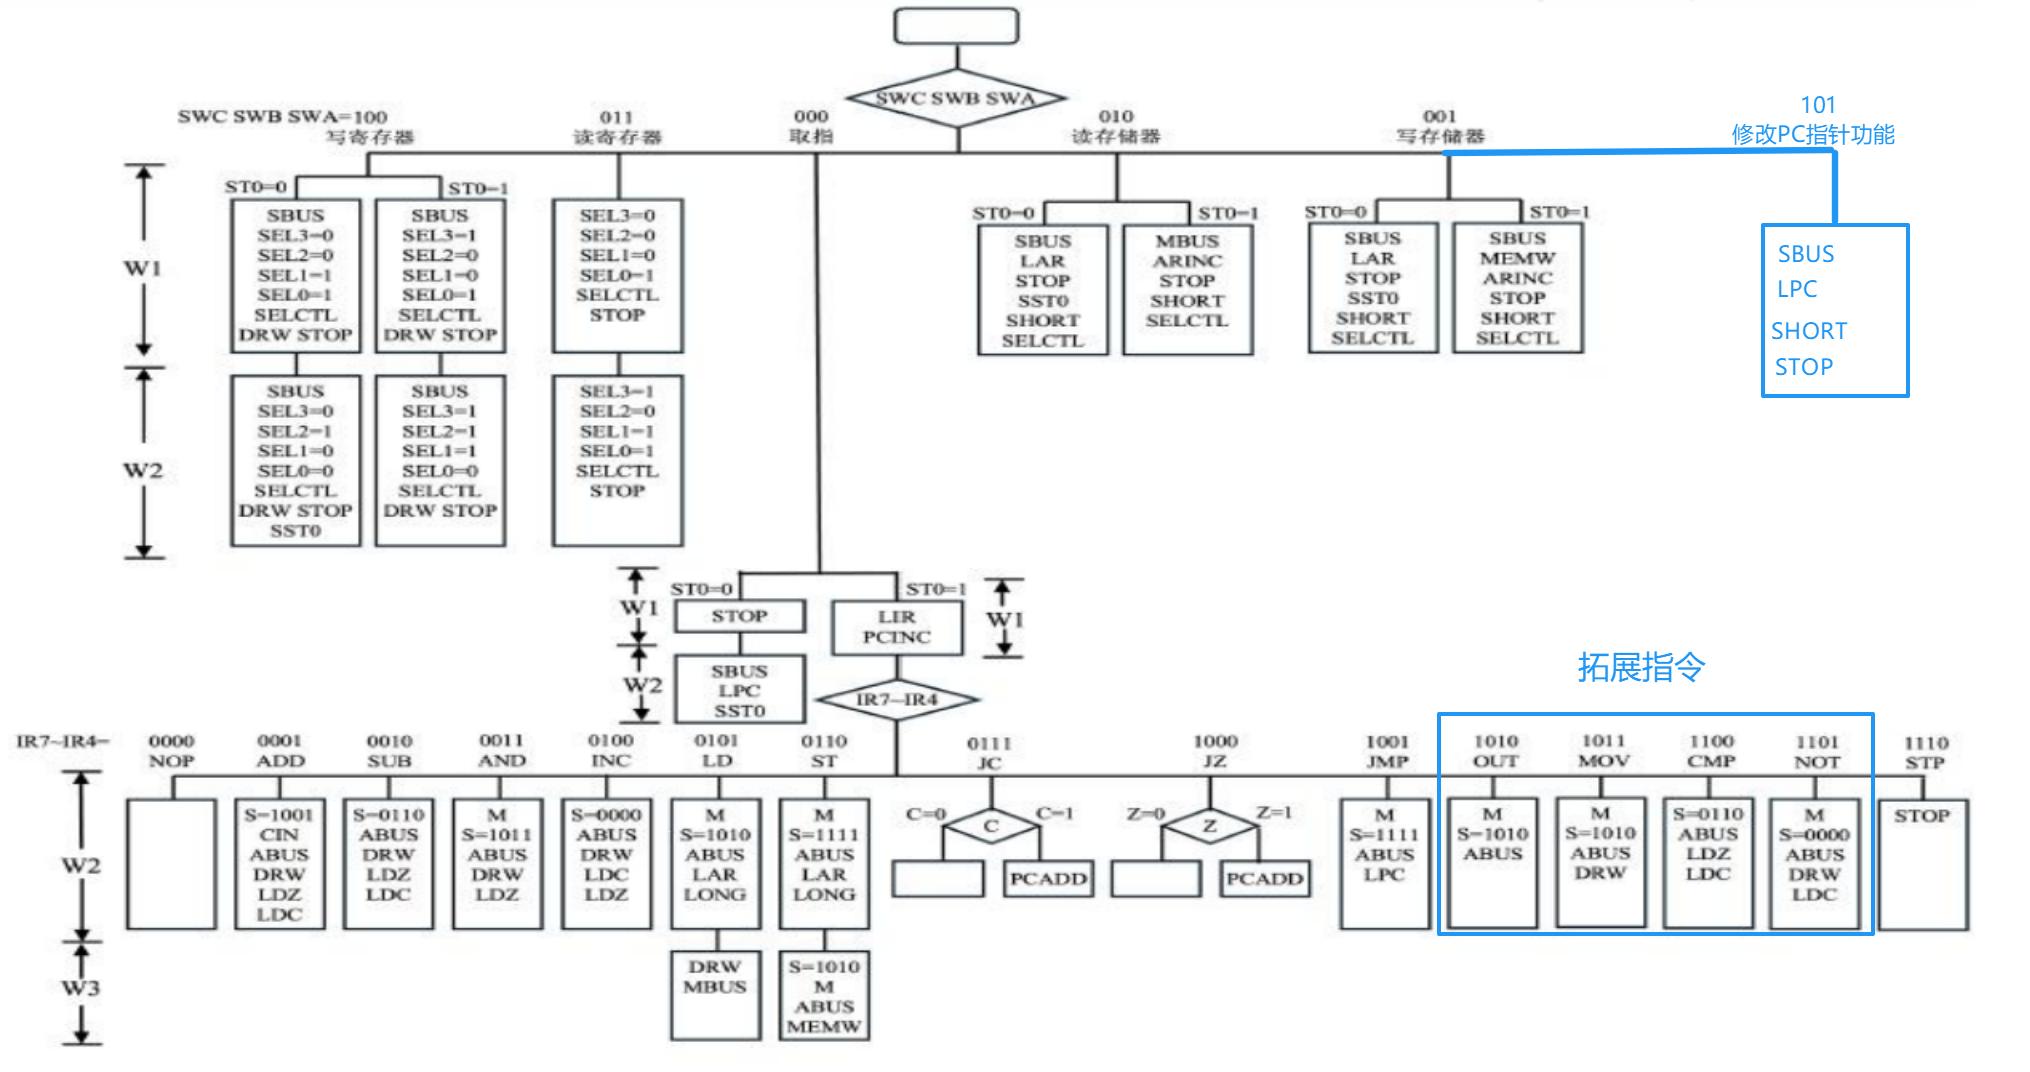 SWC SWB SWA
SWC SWB SWA=100
写寄存器
011
读寄存器
000
取指
010
读存储器
001
写存储器
101
修改PC指针功能
W1
ST0=0
SBUS
SEL3=0
SEL2=0
SEL1=1
SEL0=1
SELCTL
DRW STOP
ST0=1
SBUS
SEL3=1
SEL2=0
SEL1=0
SEL0=1
SELCTL
DRW STOP
SEL3=0
SEL2=0
SEL1=0
SEL0=1
SELCTL
STOP
ST0=0
SBUS
LAR
STOP
SST0
SHORT
SELCTL
ST0=1
MBUS
ARINC
STOP
SHORT
SELCTL
ST0=0
SBUS
LAR
STOP
SST0
SHORT
SELCTL
ST0=1
SBUS
MEMW
ARINC
STOP
SHORT
SELCTL
SBUS
LPC
SHORT
STOP
W2
SBUS
SEL3=0
SEL2=1
SEL1=0
SEL0=0
SELCTL
DRW STOP
SST0
SBUS
SEL3=1
SEL2=1
SEL1=1
SEL0=0
SELCTL
DRW STOP
SEL3=1
SEL2=0
SEL1=1
SEL0=1
SELCTL
STOP
W1
ST0=0
STOP
ST0=1
LIR
PCINC
W1
W2
SBUS
LPC
SST0
IR7~IR4
拓展指令
IR7~IR4=
0000
NOP
0001
ADD
0010
SUB
0011
AND
0100
INC
0101
LD
0110
ST
0111
JC
1000
JZ
1001
JMP
1010
OUT
1011
MOV
1100
CMP
1101
NOT
1110
STP
W2
S=1001
CIN
ABUS
DRW
LDZ
LDC
S=0110
ABUS
DRW
LDZ
LDC
M
S=1011
ABUS
DRW
LDZ
S=0000
ABUS
DRW
LDC
LDZ
M
S=1010
ABUS
LAR
LONG
M
S=1111
ABUS
LAR
LONG
C=0
C
C=1
PCADD
Z=0
Z
Z=1
PCADD
M
S=1111
ABUS
LPC
M
S=1010
ABUS
M
S=1010
ABUS
DRW
S=0110
ABUS
LDZ
LDC
M
S=0000
ABUS
DRW
LDC
STOP
W3
DRW
MBUS
S=1010
M
ABUS
MEMW